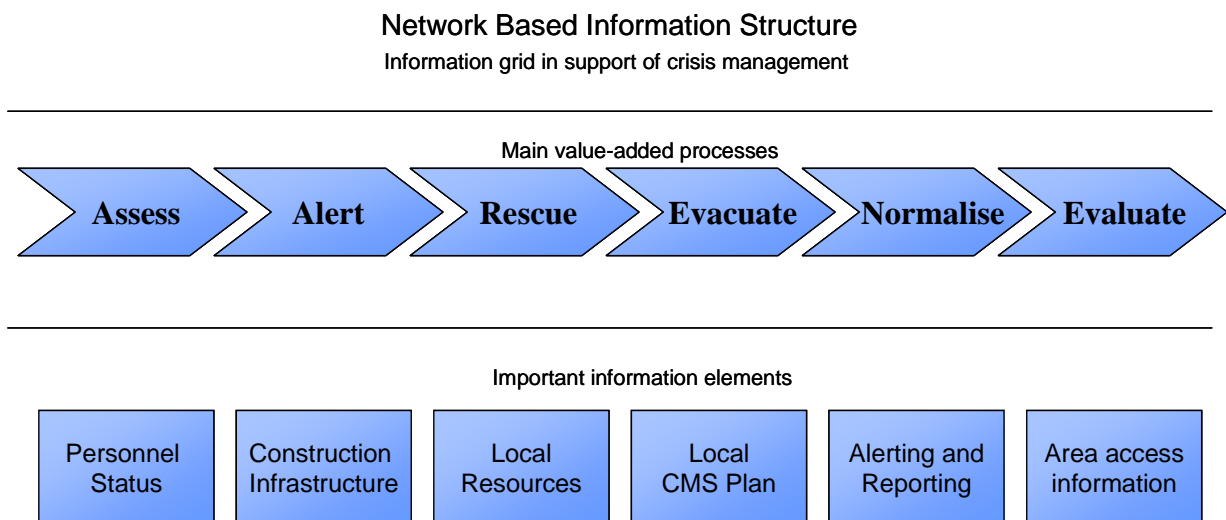 Network Based Information Structure
Information grid in support of crisis management
Main value-added processes
Assess
Alert
Rescue
Evacuate
Normalise
Evaluate
Important information elements
Personnel
Status
Construction
Infrastructure
Local
Resources
Local
CMS Plan
Alerting and
Reporting
Area access
information